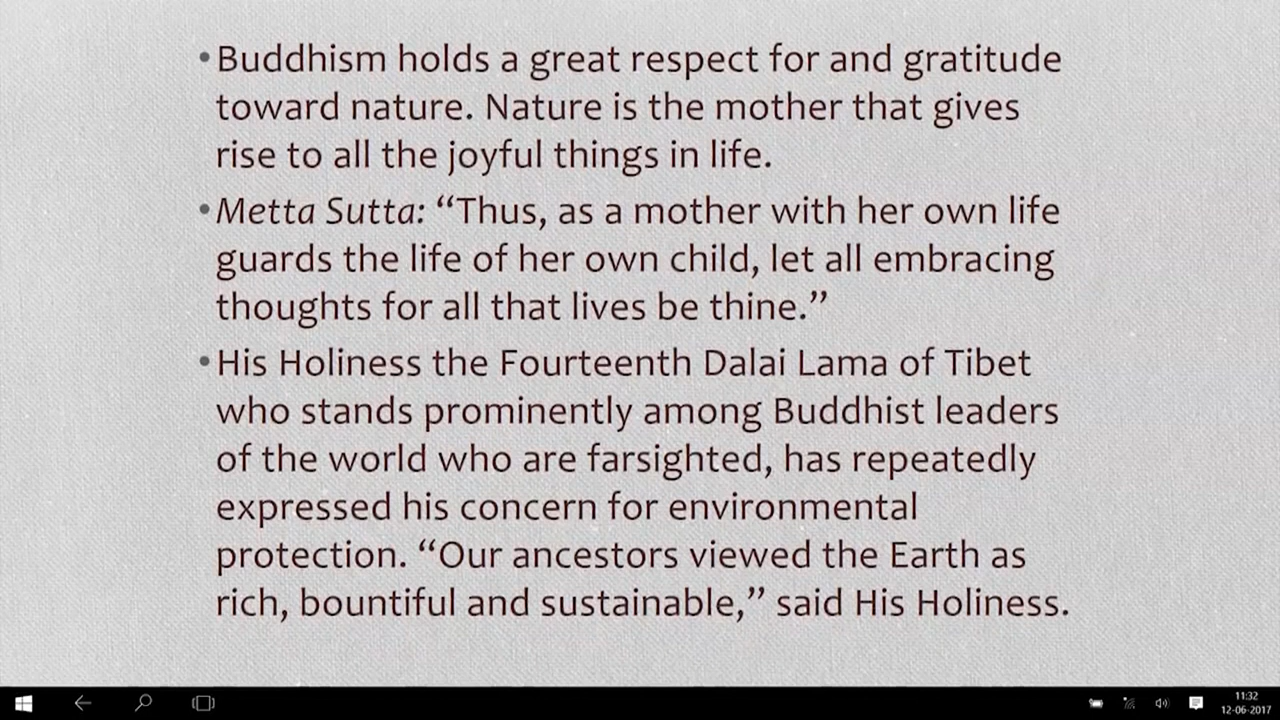 •Buddhism holds a great respect for and gratitude
toward nature. Nature is the mother that gives
rise to all the joyful things in life.
•Metta Sutta: “Thus, as a mother with her own life
guards the life of her own child, let all embracing
thoughts for all that lives be thine.”
•His Holiness the Fourteenth Dalai Lama of Tibet
who stands prominently among Buddhist leaders
of the world who are farsighted, has repeatedly
expressed his concern for environmental
protection. “Our ancestors viewed the Earth as
rich, bountiful and sustainable,” said His Holiness.
11:32
12-06-2017